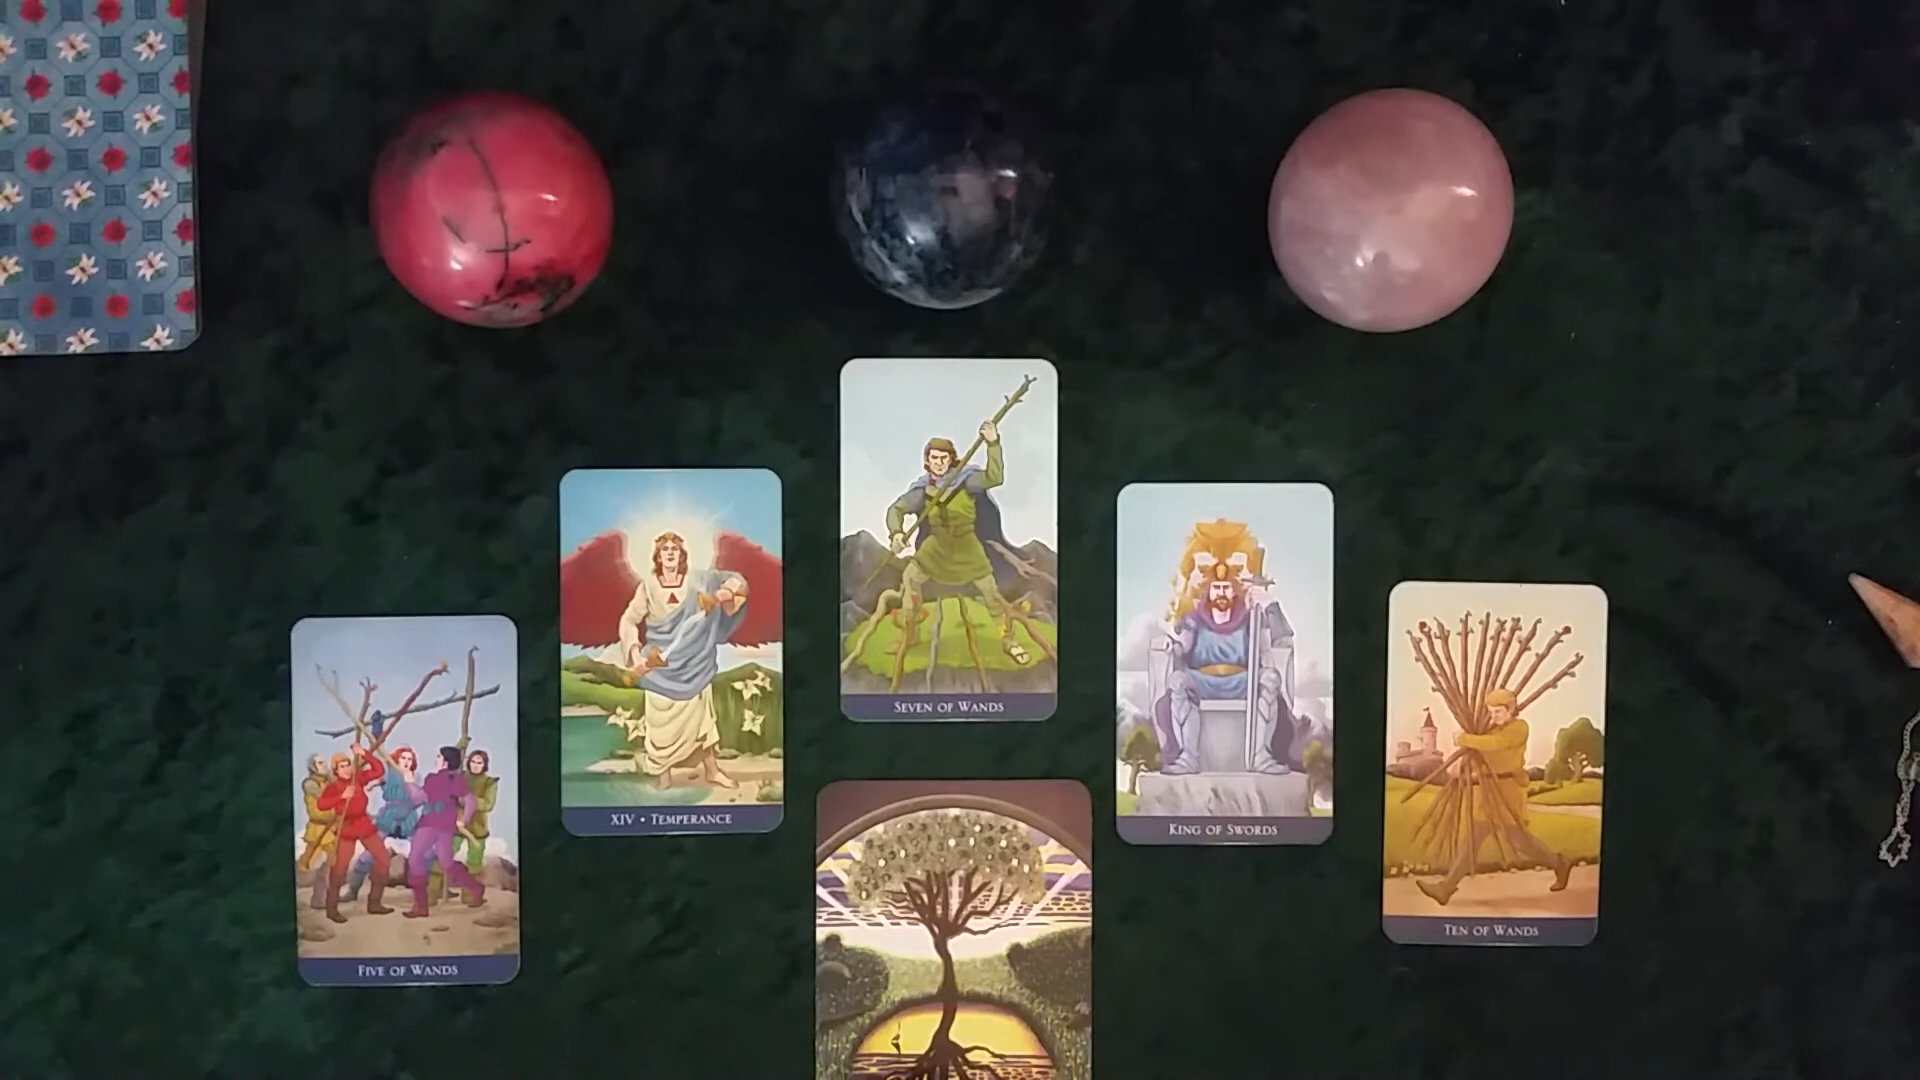 Five of Wands
XIV • Temperance
Seven of Wands
King of Swords
Ten of Wands